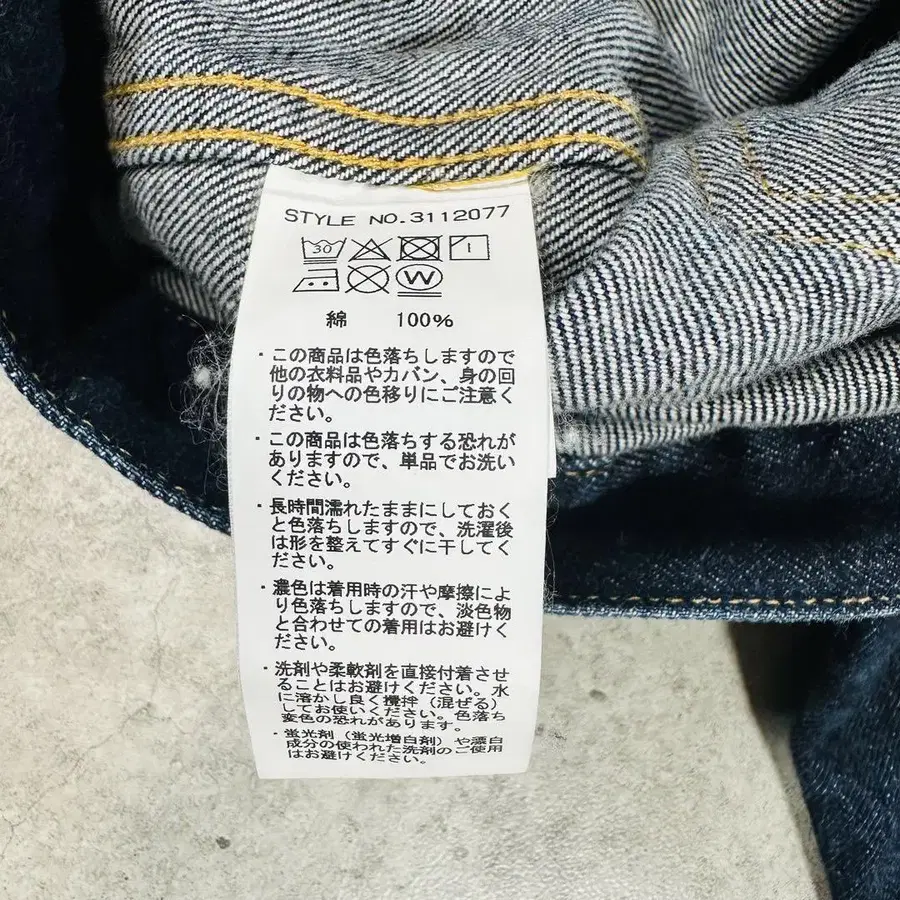 STYLE NO.3112077
30
W
綿 100%
・この商品は色落ちしますので
他の衣料品やカバン、身の回
りの物への色移りにご注意く
ださい。
・この商品は色落ちする恐れが
ありますので、単品でお洗い
ください。
・長時間濡れたままにしておく
と色落ちしますので、洗濯後
は形を整えてすぐに干してく
ださい。
・濃色は着用時の汗や摩擦によ
り色落ちしますので、淡色物
と合わせての着用はお避けく
ださい。
・洗剤や柔軟剤を直接付着させ
ることはお避けください。水
に溶かし良く攪拌（混ぜる）
してお使いください。色落ち
変色の恐れがあります。
・蛍光剤（蛍光増白剤）や漂白
成分の使われた洗剤のご使用
はお避けください。